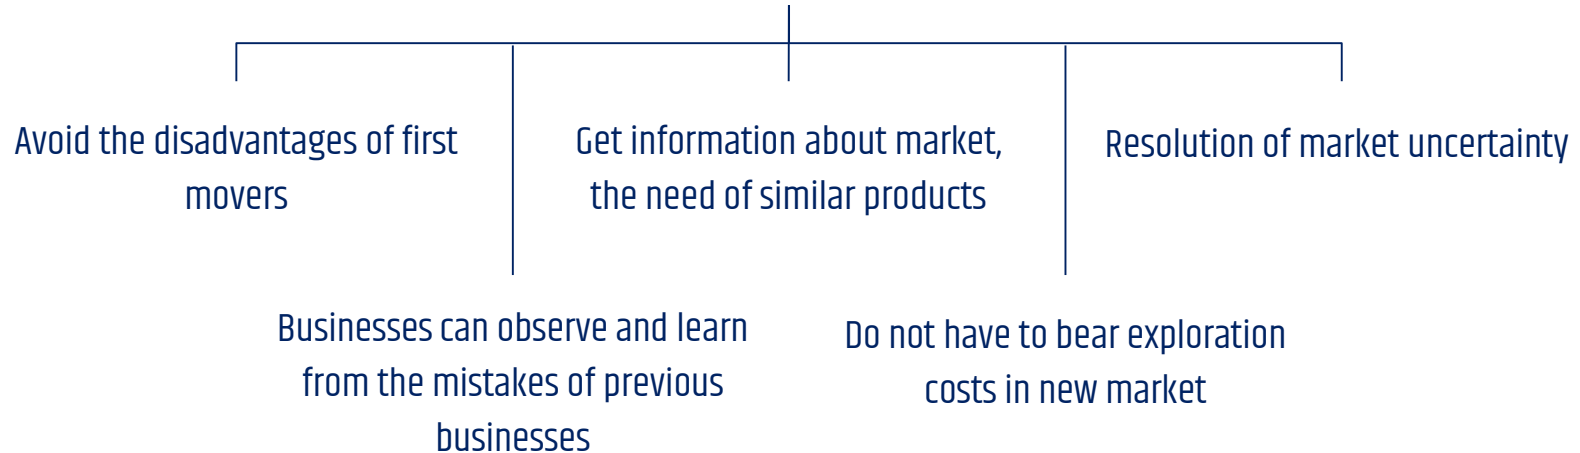 Avoid the disadvantages of first
movers
Businesses can observe and learn
from the mistakes of previous
businesses
Get information about market,
the need of similar products
Do not have to bear exploration
costs in new market
Resolution of market uncertainty